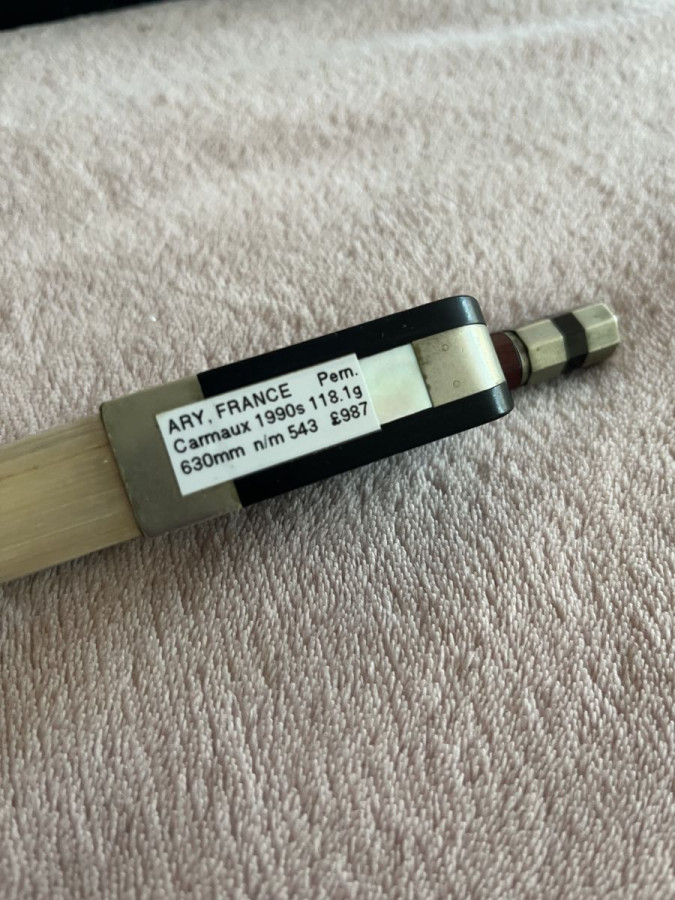 ARY, FRANCE Pern.
Carmaux 1990s 118.1g
630mm n/m 543 £987